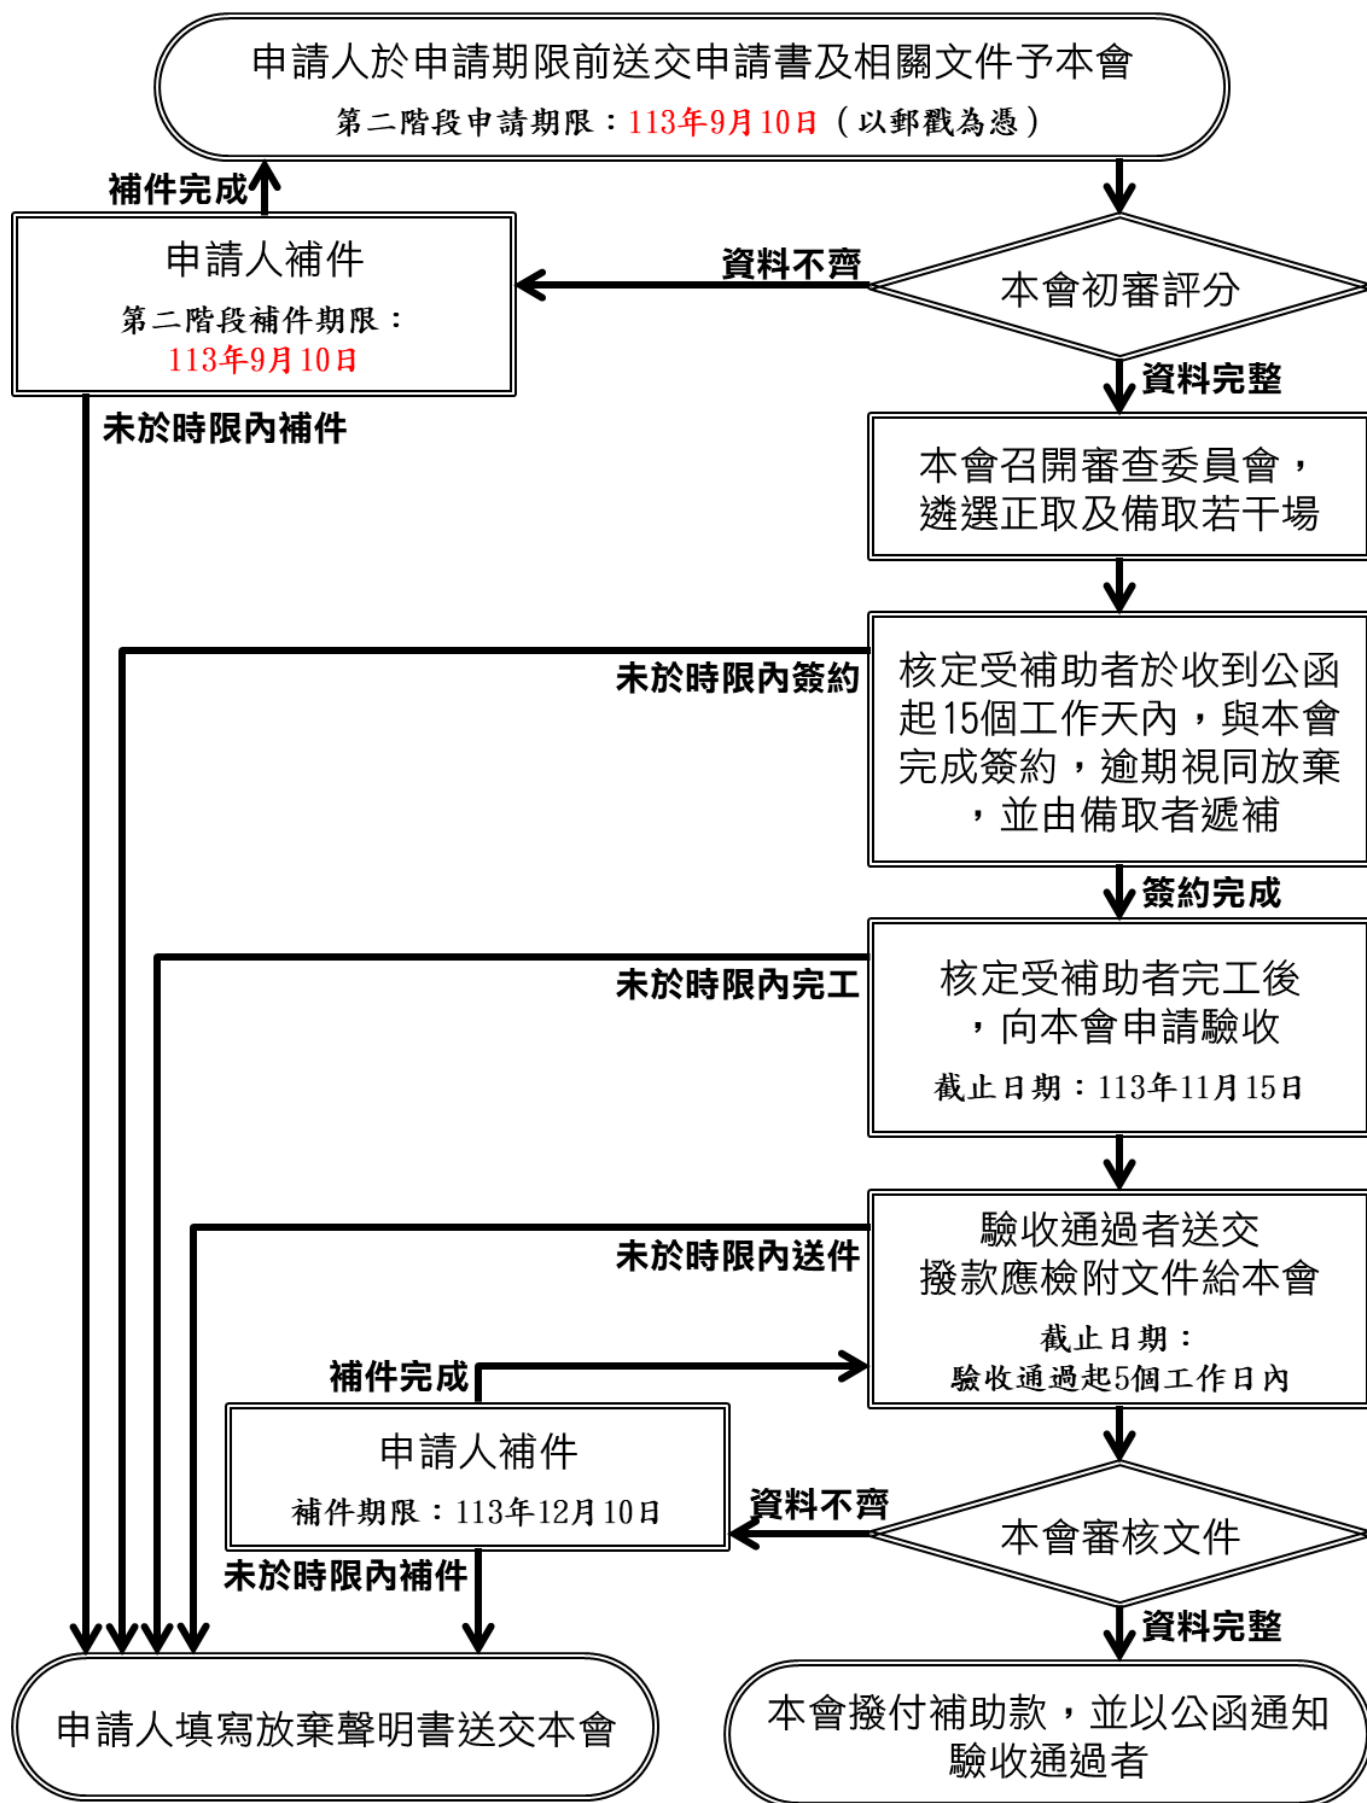 申請人於申請期限前送交申請書及相關文件予本會
第二階段申請期限：113年9月10日（以郵戳為憑）
補件完成
申請人補件
第二階段補件期限：
113年9月10日
資料不齊
本會初審評分
資料完整
未於時限內補件
本會召開審查委員會，
遴選正取及備取若干場
未於時限內簽約
核定受補助者於收到公函
起15個工作天內，與本會
完成簽約，逾期視同放棄
，並由備取者遞補
簽約完成
未於時限內完工
核定受補助者完工後
，向本會申請驗收
截止日期：113年11月15日
未於時限內送件
驗收通過者送交
撥款應檢附文件給本會
截止日期：
驗收通過起5個工作日內
補件完成
申請人補件
補件期限：113年12月10日
資料不齊
本會審核文件
未於時限內補件
資料完整
申請人填寫放棄聲明書送交本會
本會撥付補助款，並以公函通知
驗收通過者